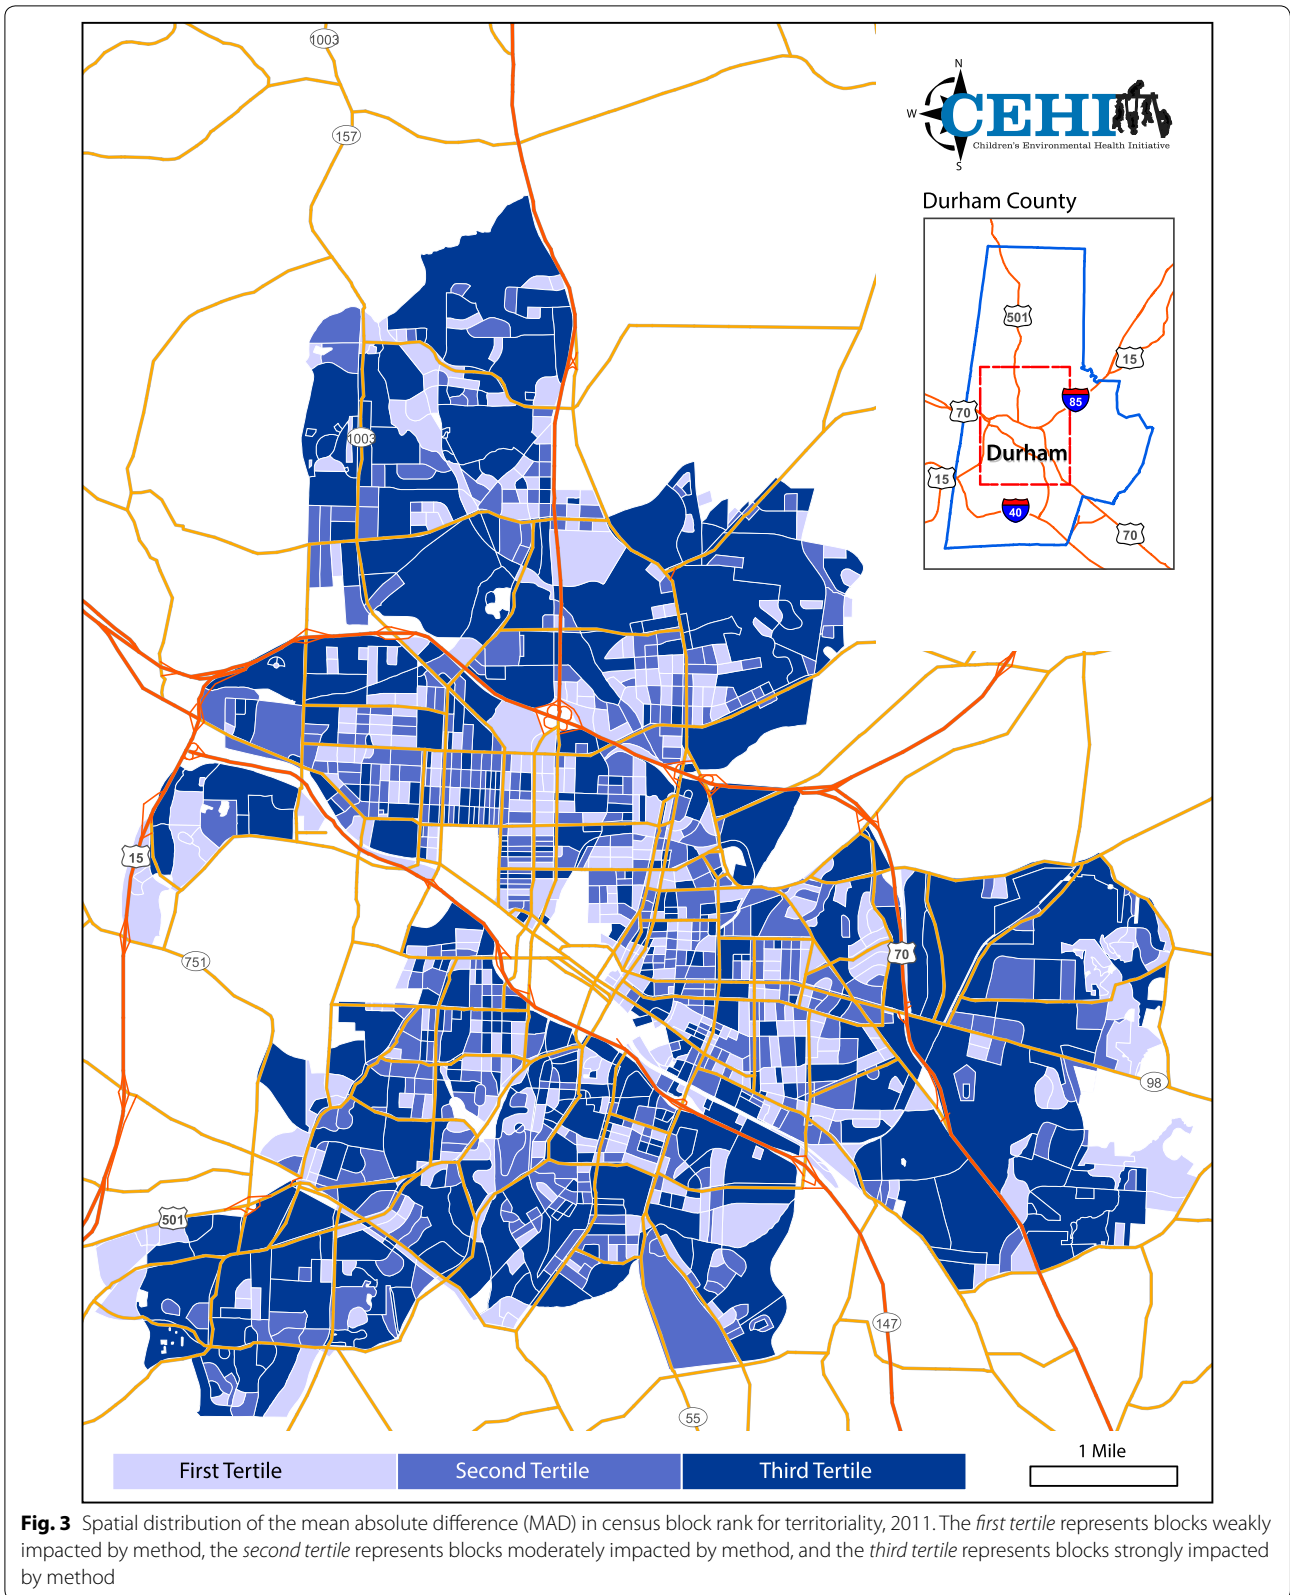 1003
157
N
W
CEHI
Children's Environmental Health Initiative
S
Durham County
501
15
85
70
Durham
15
40
70
1003
15
751
70
98
501
147
55
First Tertile
Second Tertile
Third Tertile
1 Mile
Fig. 3 Spatial distribution of the mean absolute difference (MAD) in census block rank for territoriality, 2011. The first tertile represents blocks weakly
impacted by method, the second tertile represents blocks moderately impacted by method, and the third tertile represents blocks strongly impacted
by method